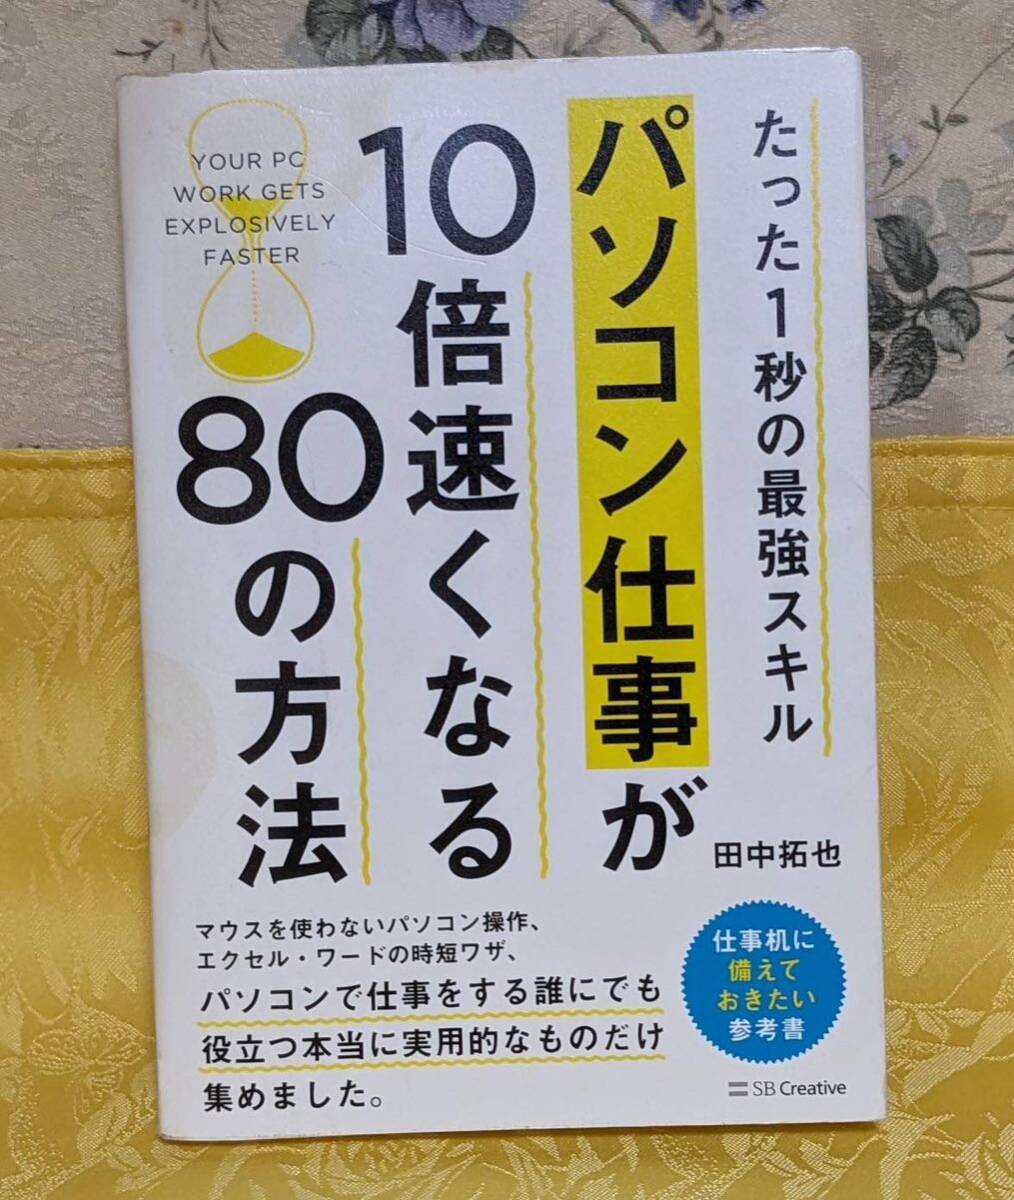 たった1秒の最強スキル
パソコン仕事が
10倍速くなる
80の方法
YOUR PC
WORK GETS
EXPLOSIVELY
FASTER
田中拓也
マウスを使わないパソコン操作、
エクセル・ワードの時短ワザ、
パソコンで仕事をする誰にでも
役立つ本当に実用的なものだけ
集めました。
仕事机に
備えて
おきたい
参考書
SB Creative